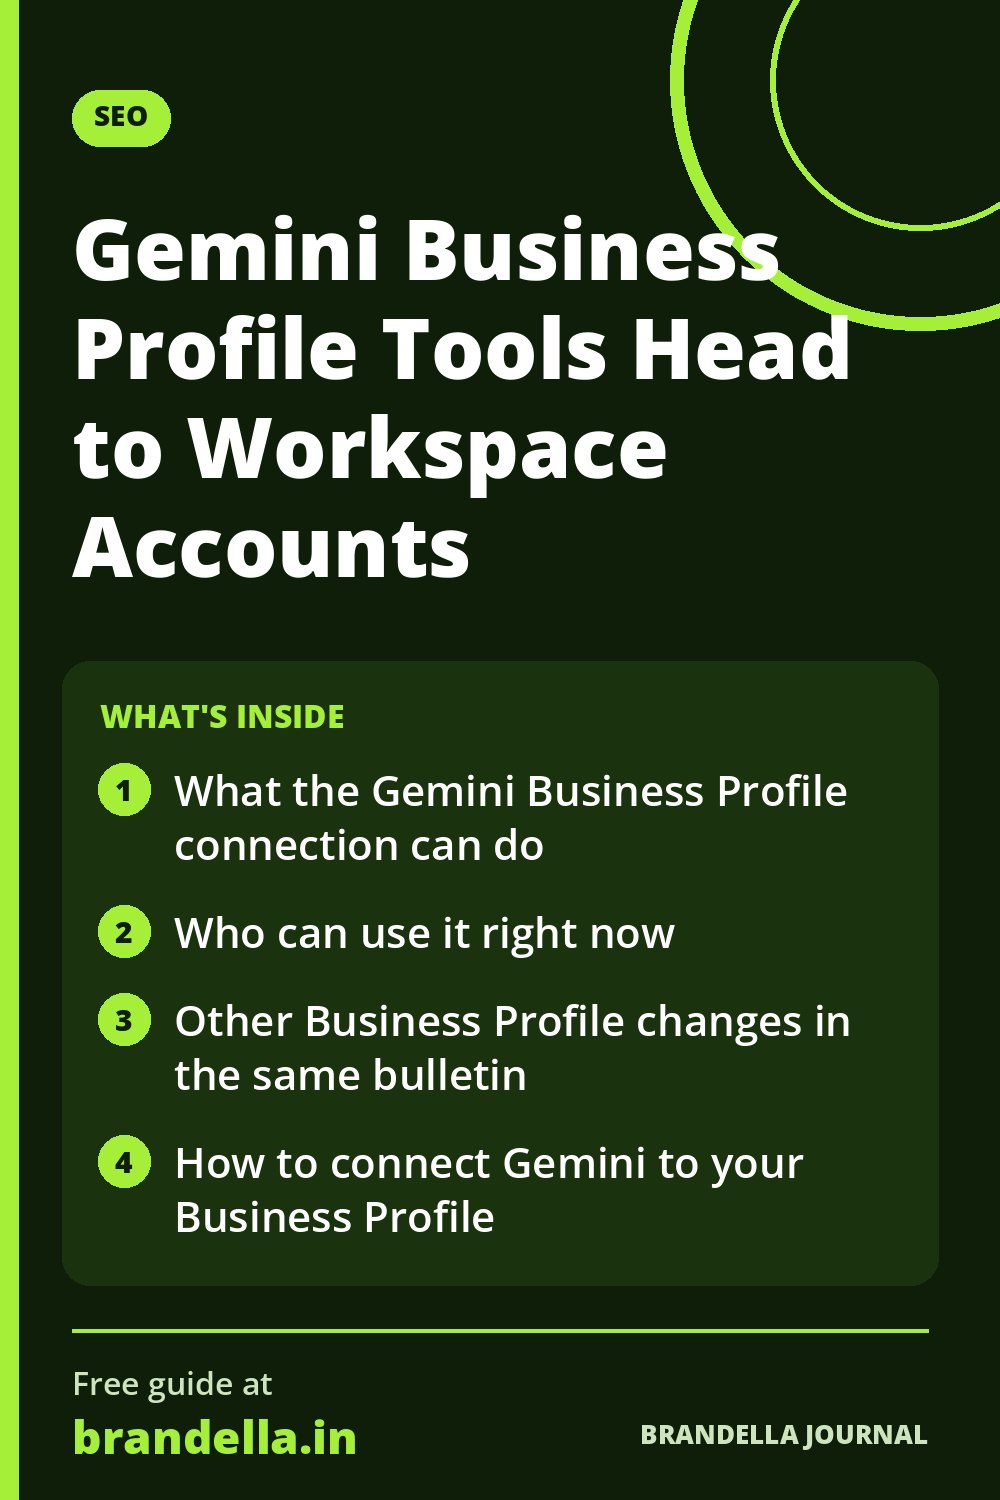 SEO
Gemini Business
Profile Tools Head
to Workspace
Accounts
WHAT'S INSIDE
1 What the Gemini Business Profile
connection can do
2 Who can use it right now
3 Other Business Profile changes in
the same bulletin
4 How to connect Gemini to your
Business Profile
Free guide at
brandella.in
BRANDELLA JOURNAL